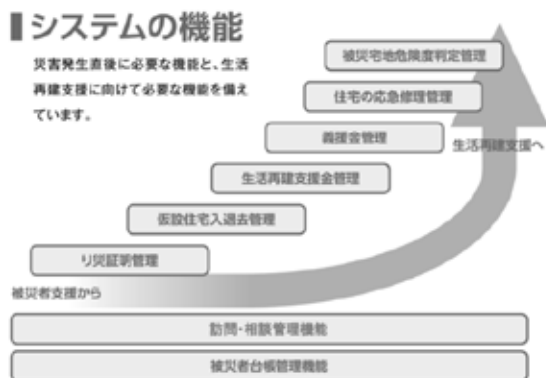 システムの機能
災害発生直後に必要な機能と、生活
再建支援に向けて必要な機能を備え
ています。
被災宅地危険度判定管理
住宅の応急修理管理
義援金管理
生活再建支援へ
生活再建支援金管理
仮設住宅入退去管理
り災証明管理
被災者支援から
訪問・相談管理機能
被災者台帳管理機能